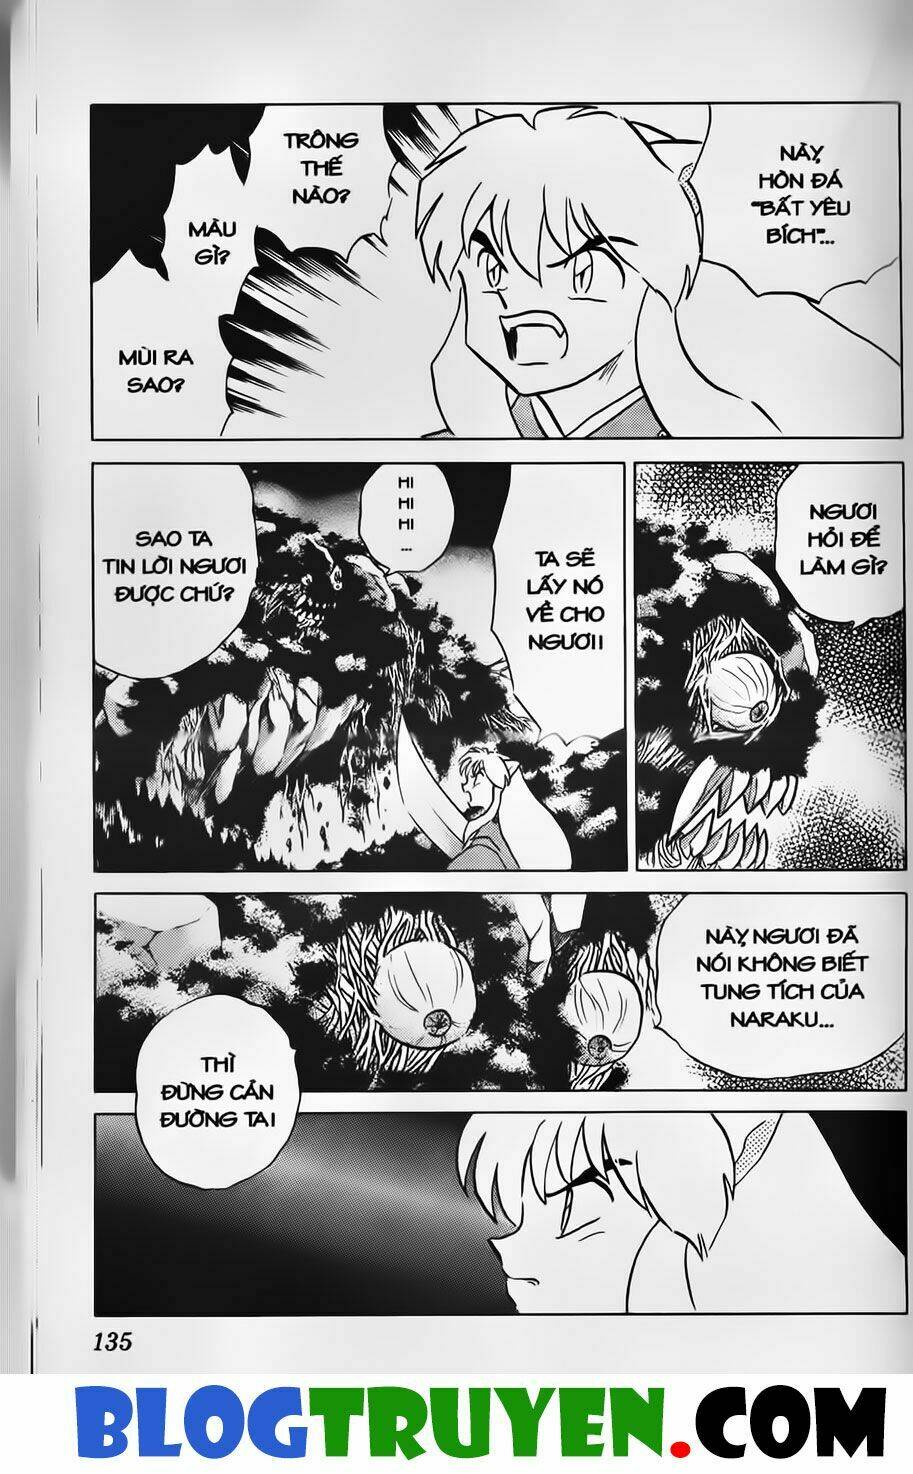 NÀY,
HÒN ĐÁ
"BẤT YÊU
BÍCH"...
TRÔNG
THẾ
NÀO?
MÀU
GÌ?
MÙI RA
SAO?
NGƯƠI
HỎI ĐỂ
LÀM GÌ?
TA SẼ
LẤY NÓ
VỀ CHO
NGƯƠI!
HI
HI
HI
...
SAO TA
TIN LỜI NGƯƠI
ĐƯỢC CHỨ?
NÀY, NGƯƠI ĐÃ
NÓI KHÔNG BIẾT
TUNG TÍCH CỦA
NARAKU...
THÌ
ĐỪNG CẢN
ĐƯỜNG TA!
135
BLOGTRUYEN.COM